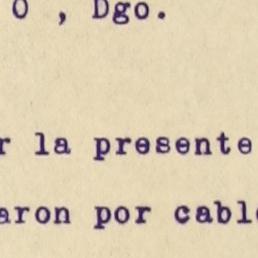 O , Dgo.
r la presente
aron por cable